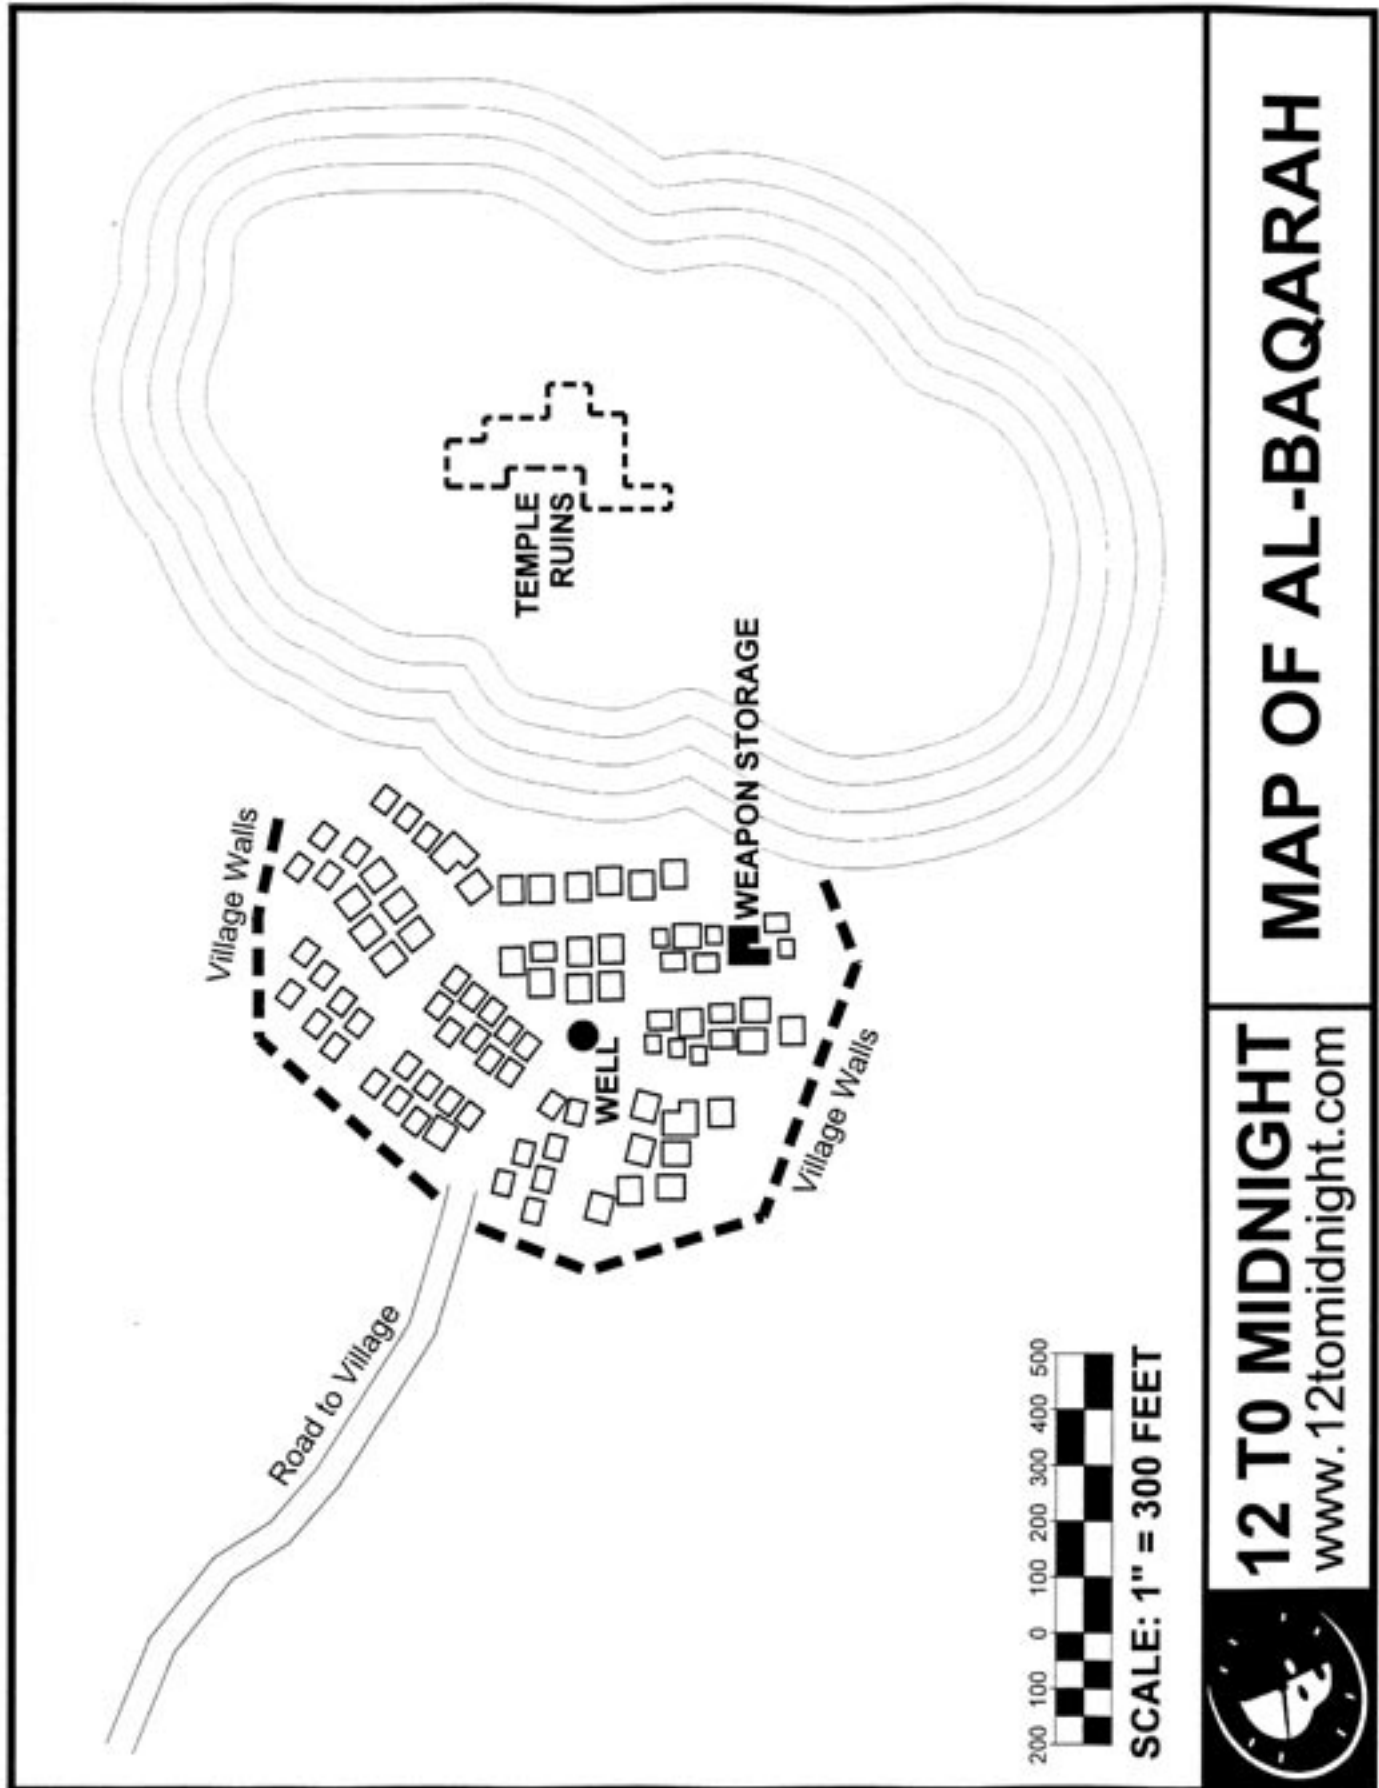 Road to Village
Village Walls
TEMPLE
RUINS
WELL
WEAPON STORAGE
Village Walls
200 100 0 100 200 300 400 500
SCALE: 1" = 300 FEET
12 T0 MIDNIGHT
www.12tomidnight.com
MAP OF AL-BAQARAH